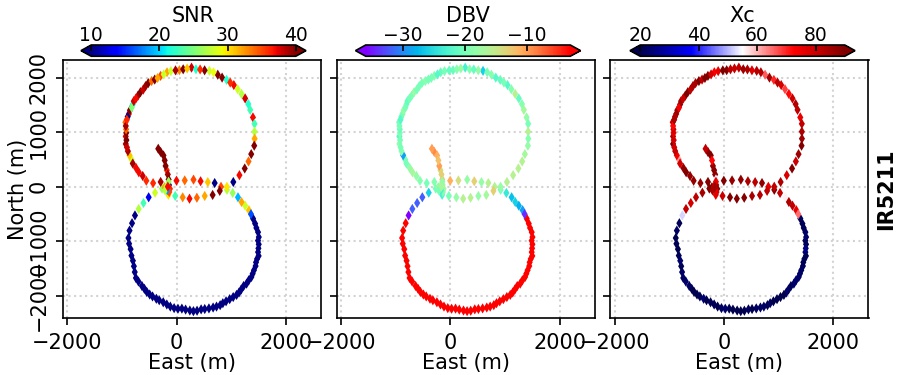 SNR DBV Xc
10 20 30 40 −30 −20 −10 20 40 60 80
North (m)
2000
1000
0
−1000
−2000
IR5211
−2000 0 2000 −2000 0 2000 −2000 0 2000
East (m) East (m) East (m)